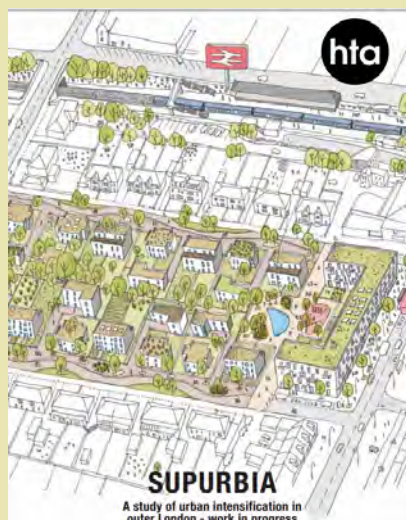 hta
SUPURBIA
A study of urban intensification in
outer London - work in progress